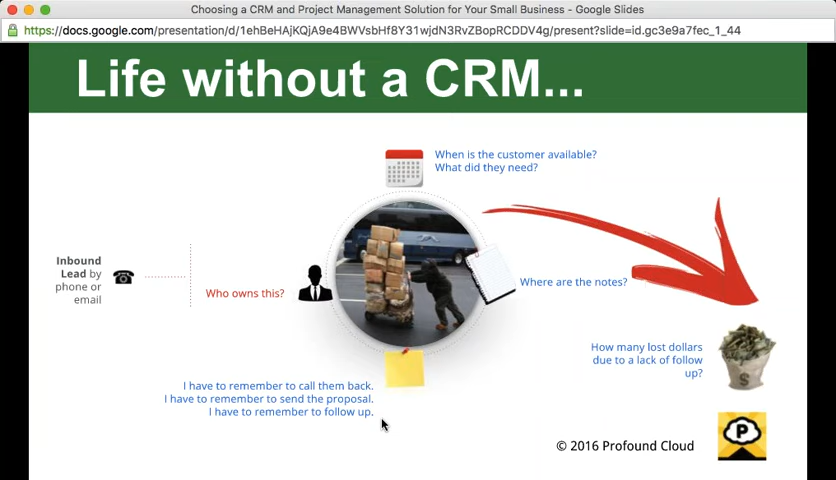 Choosing a CRM and Project Management Solution for Your Small Business - Google Slides
https://docs.google.com/presentation/d/1ehBeHAjKQjA9e4BWVsbHf8Y31wjdN3RvZBopRCDDV4g/present?slide=id.gc3e9a7fec_1_44
Life without a CRM...
When is the customer available?
What did they need?
Inbound
Lead by
phone or
email
Who owns this?
Where are the notes?
How many lost dollars
due to a lack of follow
up?
I have to remember to call them back.
I have to remember to send the proposal.
I have to remember to follow up.
$
P
© 2016 Profound Cloud